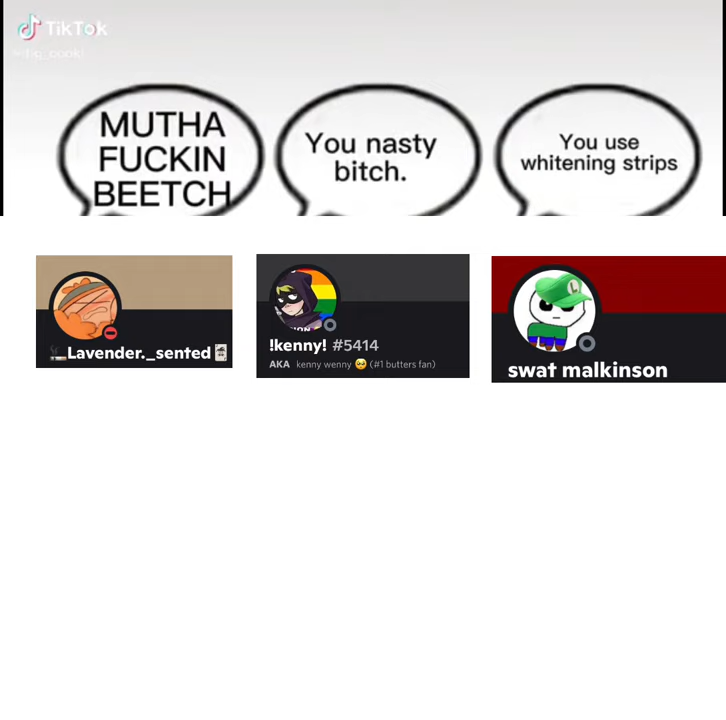 TikTok
MUTHA
FUCKIN
BEETCH
You nasty
bitch.
You use
whitening strips
Lavender._sented
!kenny! #5414
AKA kenny wenny 🥺 (#1 butters fan)
swat malkinson